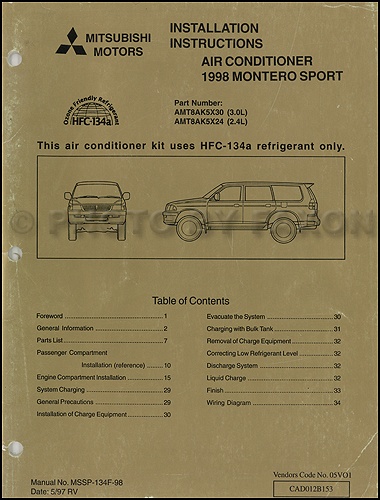 MITSUBISHI
MOTORS
INSTALLATION
INSTRUCTIONS
AIR CONDITIONER
1998 MONTERO SPORT
Ozone Friendly Refrigerant
HFC-134a
Part Number:
AMT8AK5X30 (3.0L)
AMT8AK5X24 (2.4L)
This air conditioner kit uses HFC-134a refrigerant only.
Table of Contents
Foreword 1
General Information 2
Parts List 7
Passenger Compartment
Installation (reference) 10
Engine Compartment Installation 15
System Charging 29
General Precautions 29
Installation of Charge Equipment 30
Evacuate the System 30
Charging with Bulk Tank 31
Removal of Charge Equipment 32
Correcting Low Refrigerant Level 32
Discharge System 32
Liquid Charge 32
Finish 33
Wiring Diagram 34
Manual No. MSSP-134F-98
Date: 5/97 RV
Vendors Code No. 05VO1
CAD012B153